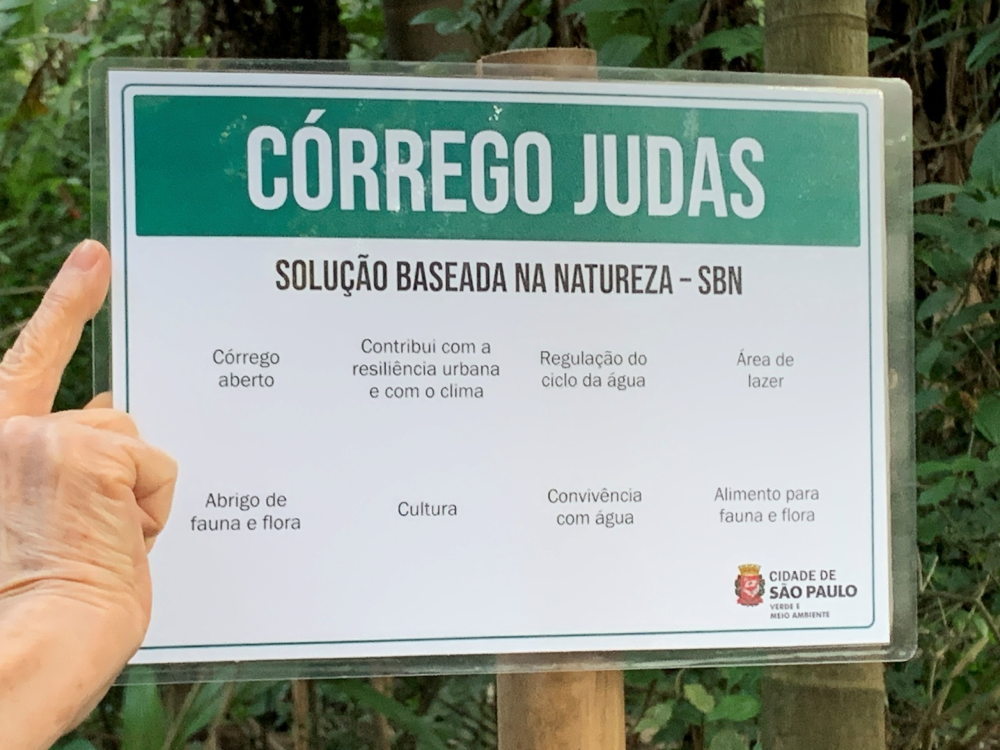 CÓRREGO JUDAS
SOLUÇÃO BASEADA NA NATUREZA – SBN
Córrego
aberto
Contribui com a
resiliência urbana
e com o clima
Regulação do
ciclo da água
Área de
lazer
Abrigo de
fauna e flora
Cultura
Convivência
com água
Alimento para
fauna e flora
CIDADE DE
SÃO PAULO
VERDE E
MEIO AMBIENTE